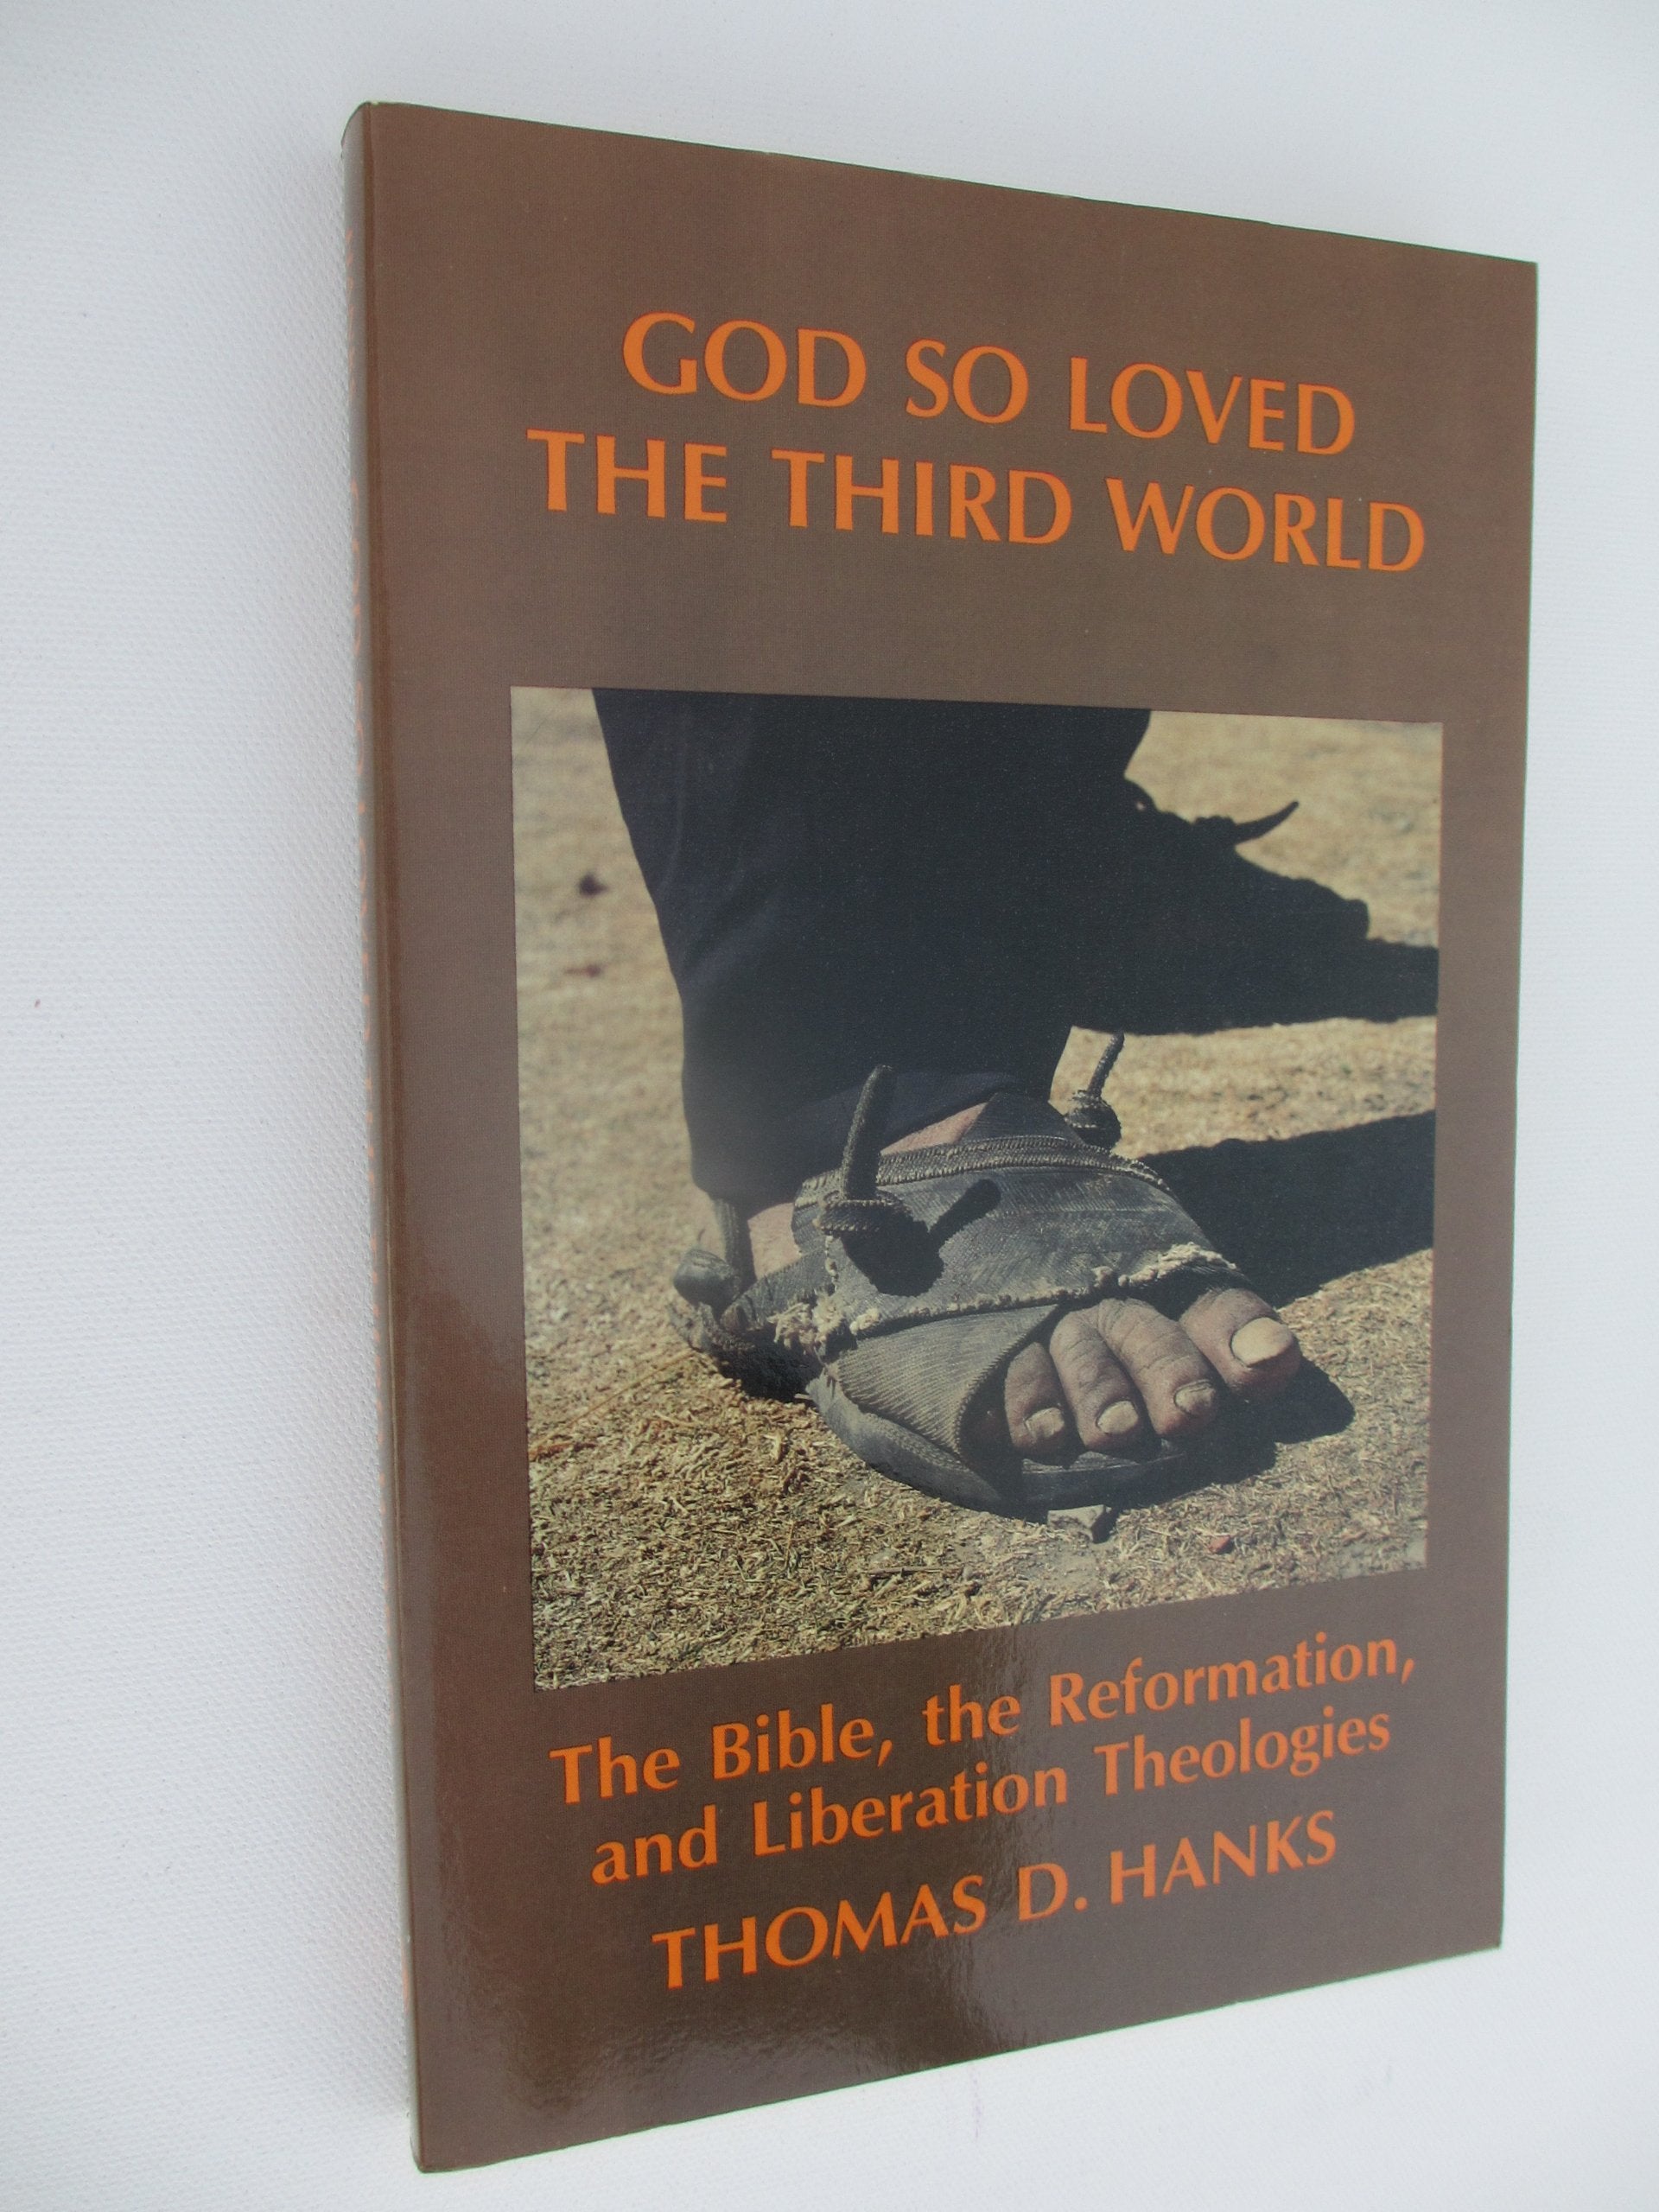 GOD SO LOVED
THE THIRD WORLD
The Bible, the Reformation,
and Liberation Theologies
THOMAS D. HANKS